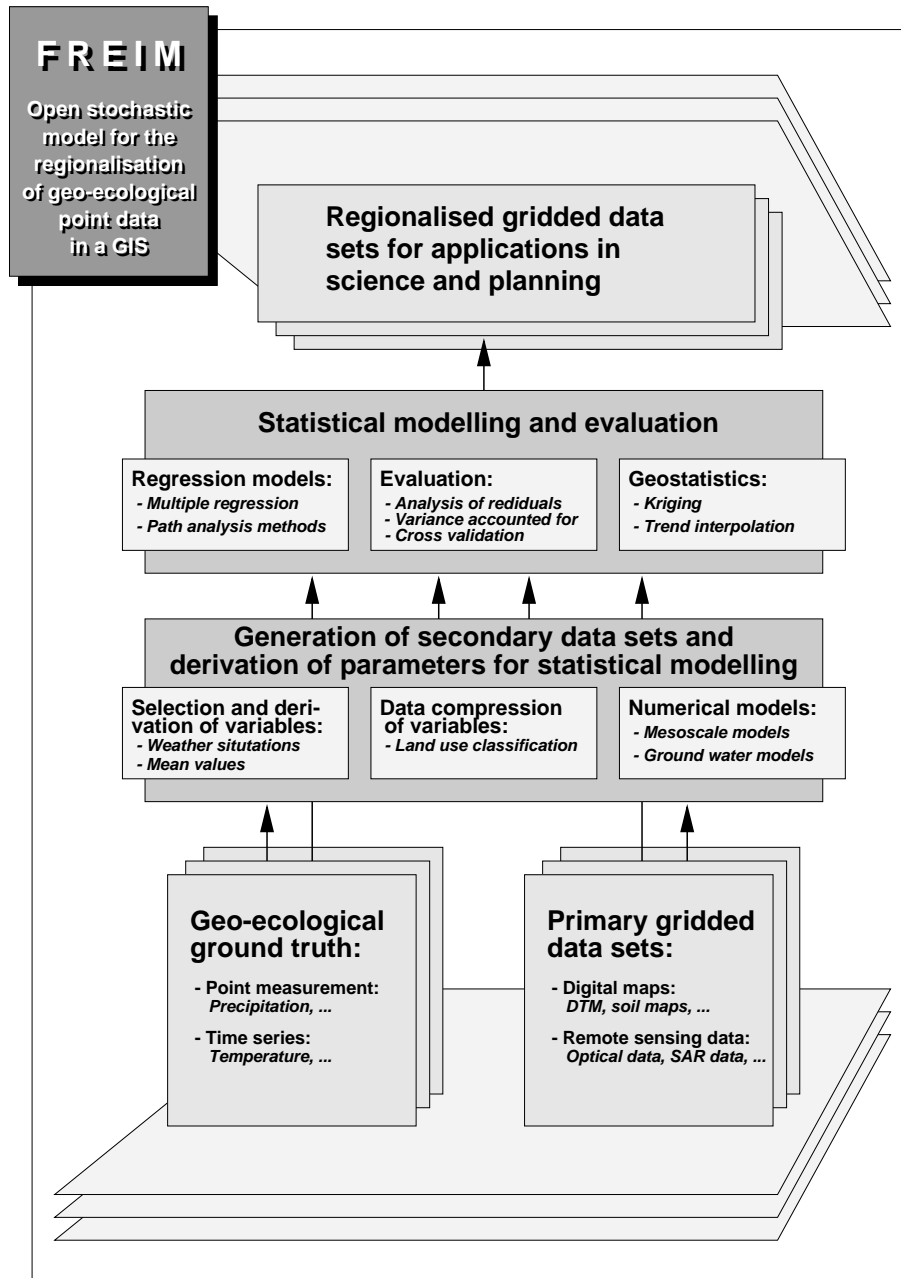 FREIM
Open stochastic
model for the
regionalisation
of geo-ecological
point data
in a GIS
Regionalised gridded data
sets for applications in
science and planning
Statistical modelling and evaluation
Regression models:
- Multiple regression
- Path analysis methods
Evaluation:
- Analysis of rediduals
- Variance accounted for
- Cross validation
Geostatistics:
- Kriging
- Trend interpolation
Generation of secondary data sets and
derivation of parameters for statistical modelling
Selection and deri-
vation of variables:
- Weather situtations
- Mean values
Data compression
of variables:
- Land use classification
Numerical models:
- Mesoscale models
- Ground water models
Geo-ecological
ground truth:
- Point measurement:
Precipitation, ...
- Time series:
Temperature, ...
Primary gridded
data sets:
- Digital maps:
DTM, soil maps, ...
- Remote sensing data:
Optical data, SAR data, ...